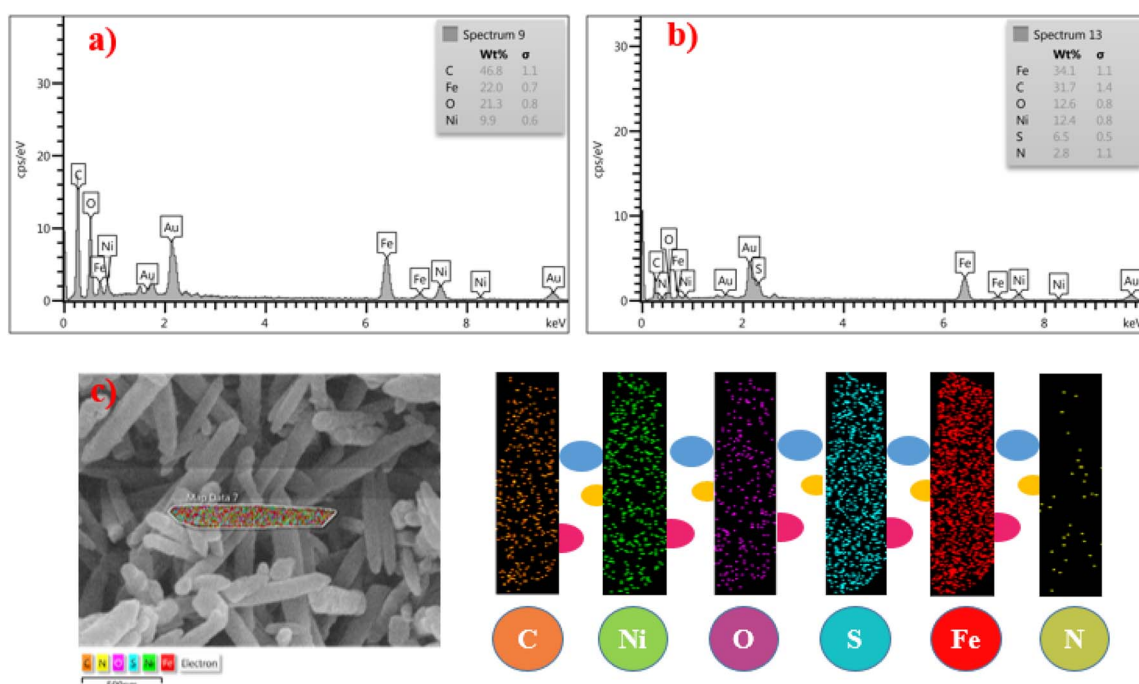 a)
Spectrum 9
Wt% σ
C 46.8 1.1
Fe 22.0 0.7
O 21.3 0.8
Ni 9.9 0.6
cps/eV
30
20
10
0
C
O
Ni
Fe
Au
Au
Fe
Fe
Ni
Ni
Au
0 2 4 6 8 keV
b)
Spectrum 13
Wt% σ
Fe 34.1 1.1
C 31.7 1.4
O 12.6 0.8
Ni 12.4 0.8
S 6.5 0.5
N 2.8 1.1
cps/eV
30
20
10
0
O
C
Fe
N
Ni
Au
Au
S
Fe
Fe
Ni
Ni
Au
0 2 4 6 8 keV
c)
Map Data 7
C N O S Ni Fe Electron
C Ni O S Fe N